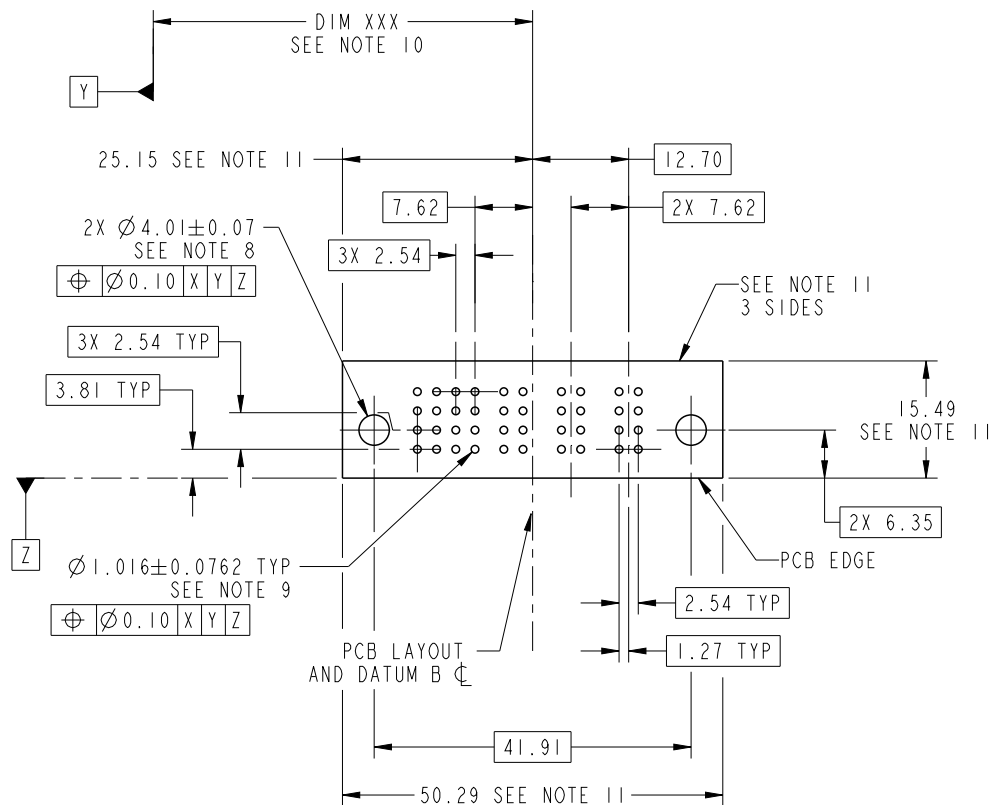 DIM XXX
SEE NOTE 10
Y
25.15 SEE NOTE 11
12.70
7.62
2X 7.62
2X Ø4.01±0.07
SEE NOTE 8
3X 2.54
⌖ Ø0.10 X Y Z
SEE NOTE 11
3 SIDES
3X 2.54 TYP
3.81 TYP
15.49
SEE NOTE 11
2X 6.35
Z
PCB EDGE
Ø1.016±0.0762 TYP
SEE NOTE 9
⌖ Ø0.10 X Y Z
2.54 TYP
PCB LAYOUT
AND DATUM B ℄
1.27 TYP
41.91
50.29 SEE NOTE 11